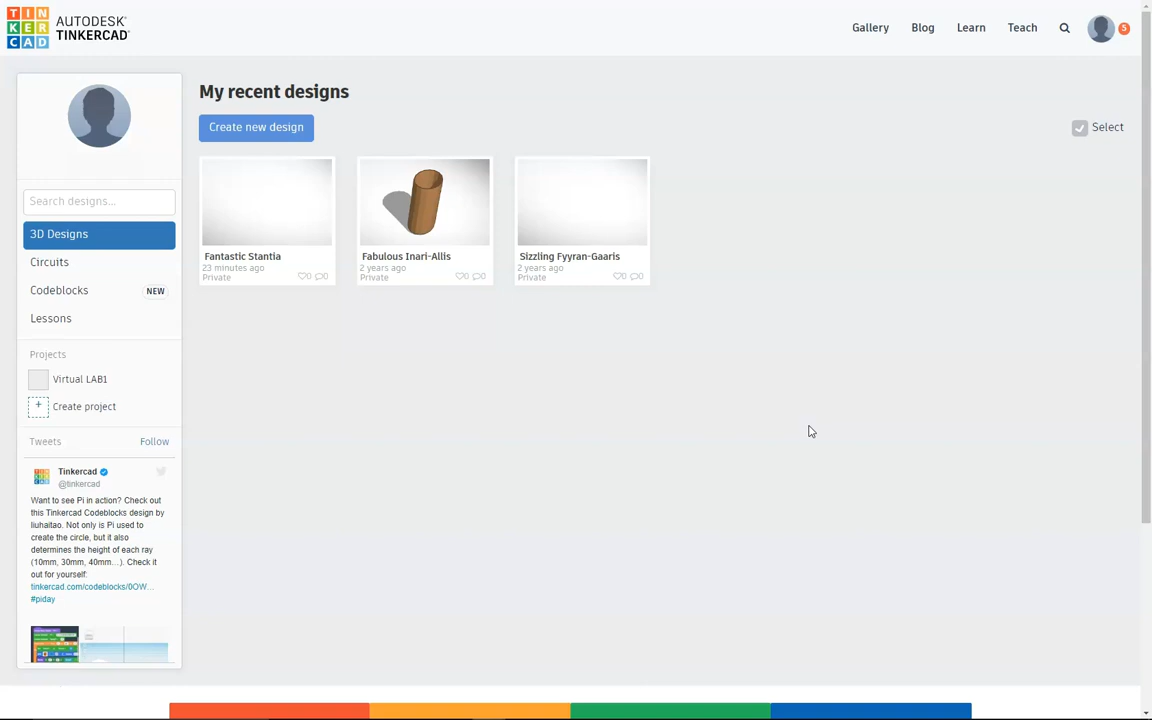 TIN
KER
CAD
AUTODESK®
TINKERCAD®
Gallery
Blog
Learn
Teach
5
Search designs...
3D Designs
Circuits
Codeblocks NEW
Lessons
Projects
Virtual LAB1
+ Create project
Tweets Follow
Tinkercad
@tinkercad
Want to see Pi in action? Check out
this Tinkercad Codeblocks design by
liuhaitao. Not only is Pi used to
create the circle, but it also
determines the height of each ray
(10mm, 30mm, 40mm...). Check it
out for yourself:
tinkercad.com/codeblocks/0OW...
#piday
My recent designs
Create new design
Select
Fantastic Stantia
23 minutes ago
Private 0 0
Fabulous Inari-Allis
2 years ago
Private 0 0
Sizzling Fyyran-Gaaris
2 years ago
Private 0 0